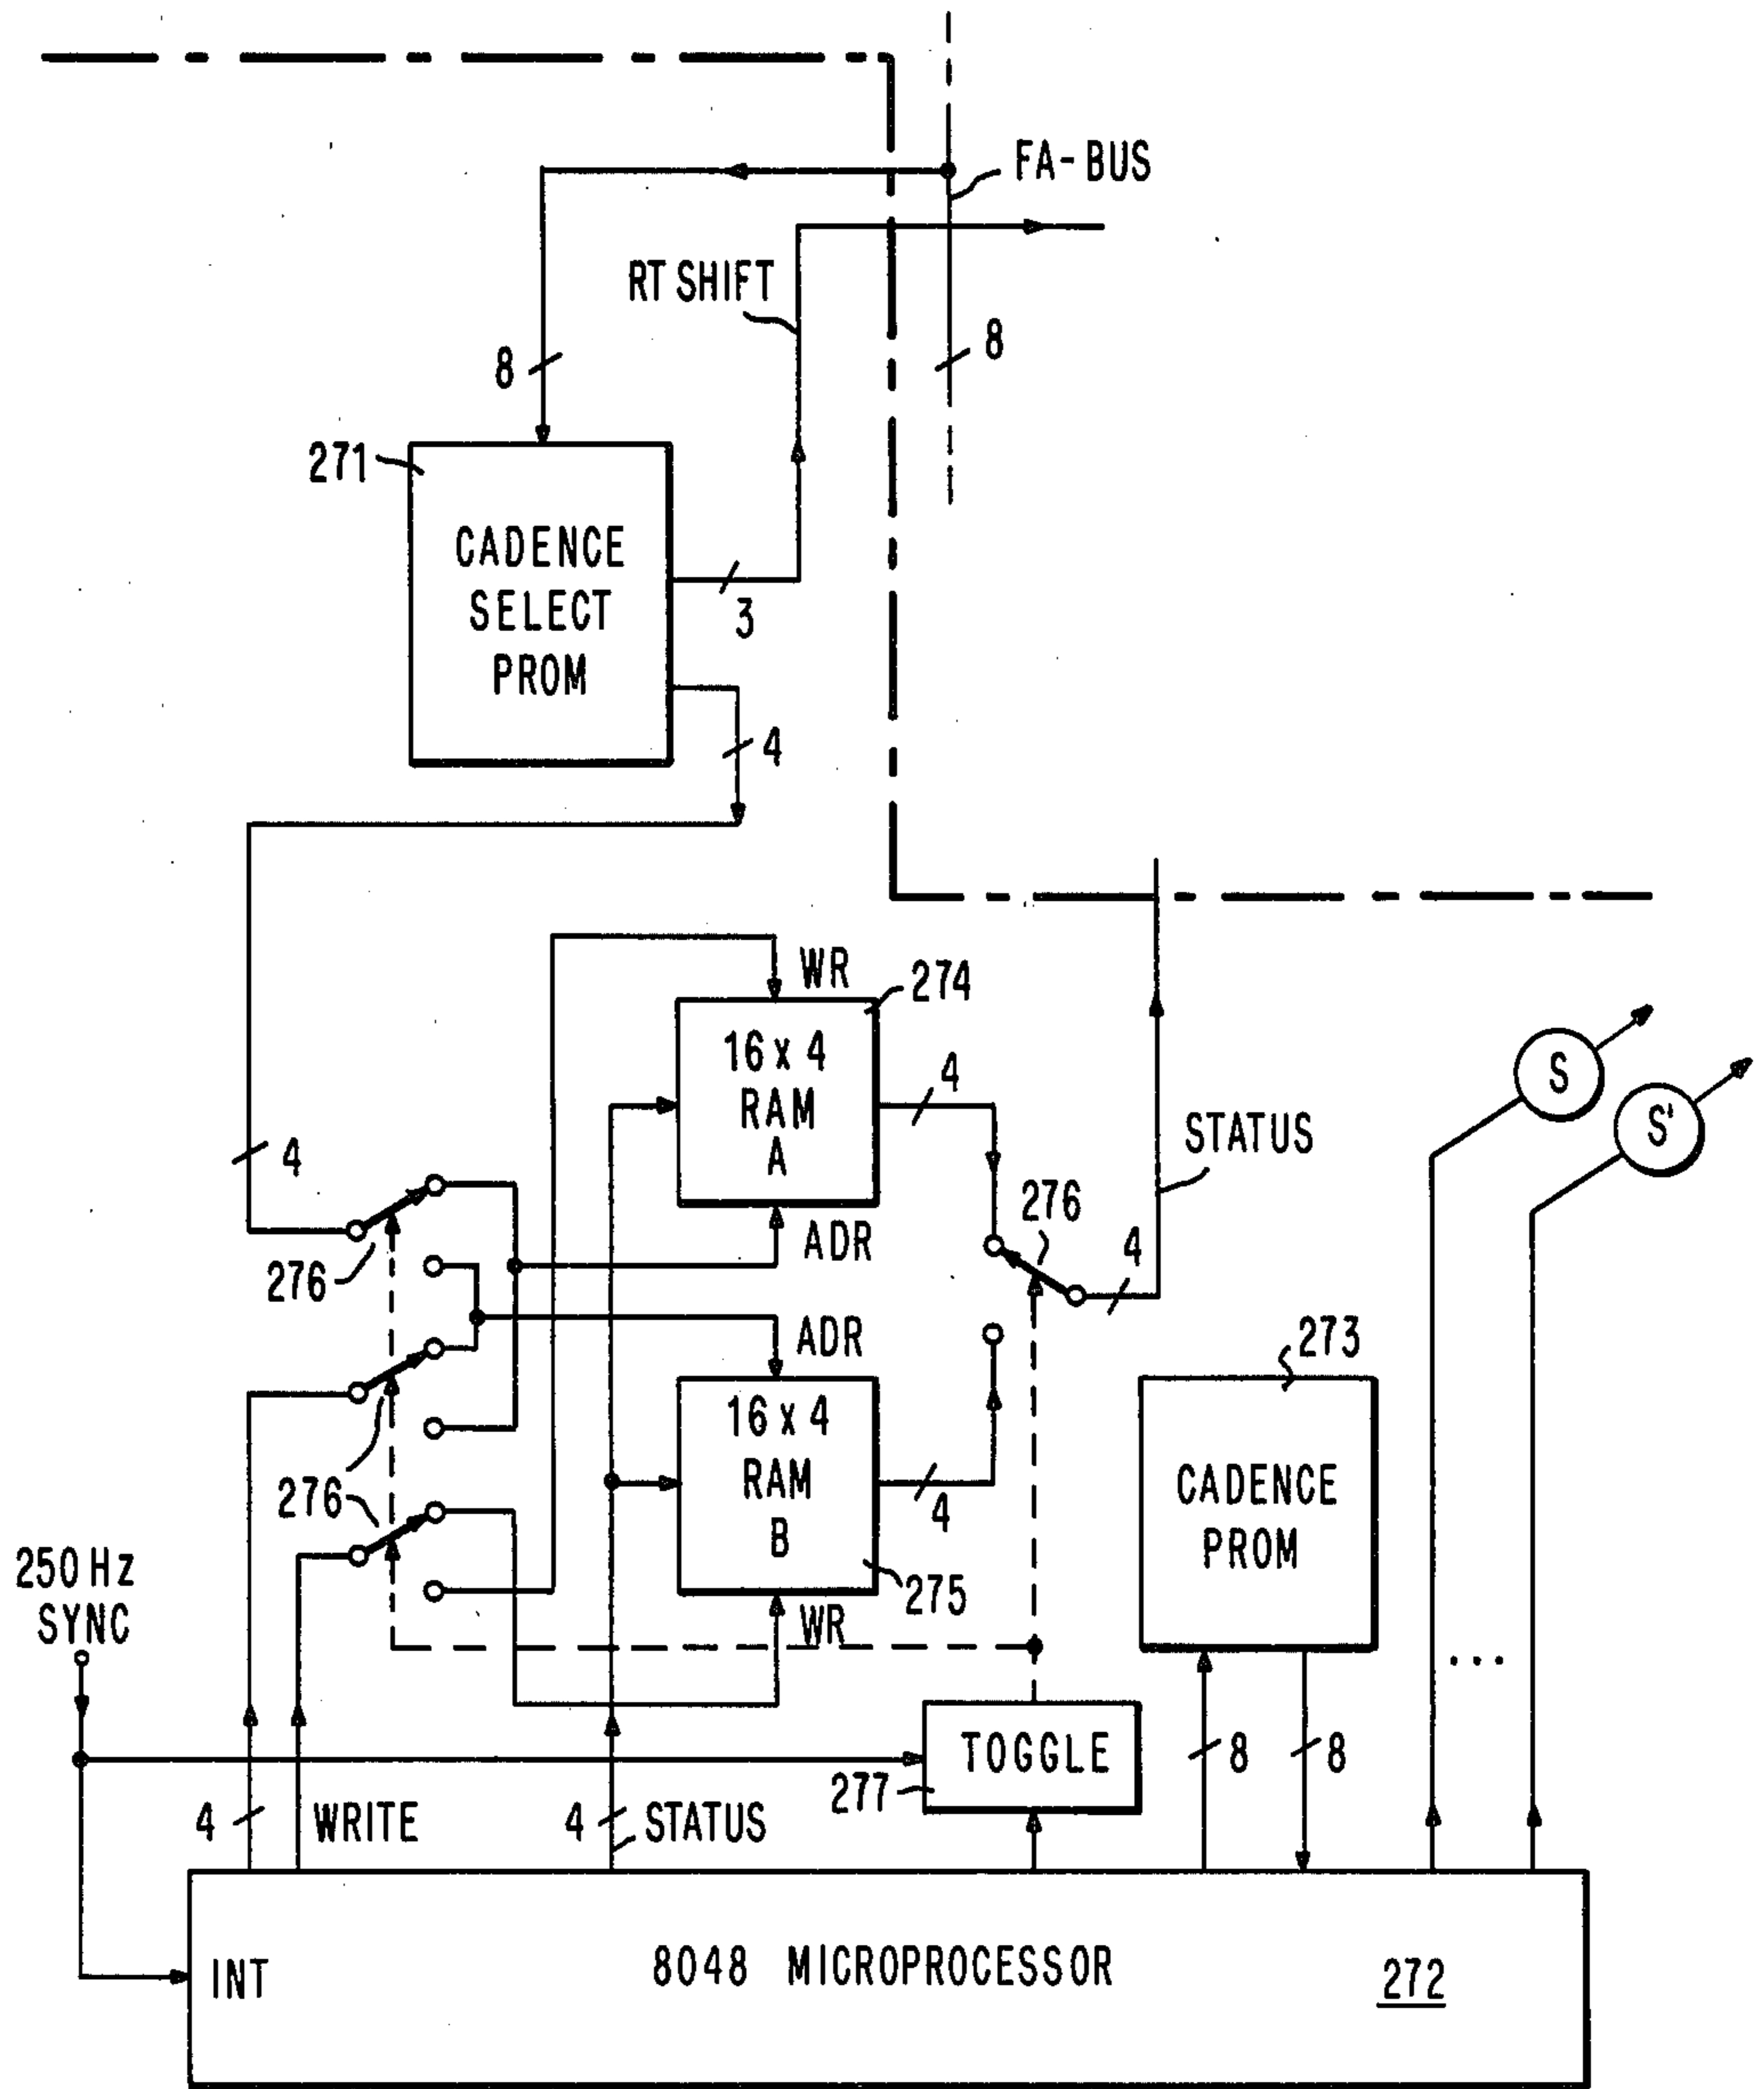 FA-BUS
RT SHIFT
8
8
271
CADENCE
SELECT
PROM
3
4
WR
274
16 x 4
RAM
A
4
S
S'
STATUS
4
276
ADR
276
4
ADR
273
16 x 4
RAM
B
4
CADENCE
PROM
276
250 Hz
SYNC
275
WR
...
TOGGLE
277
8
8
4
WRITE
4
STATUS
INT
8048 MICROPROCESSOR
272